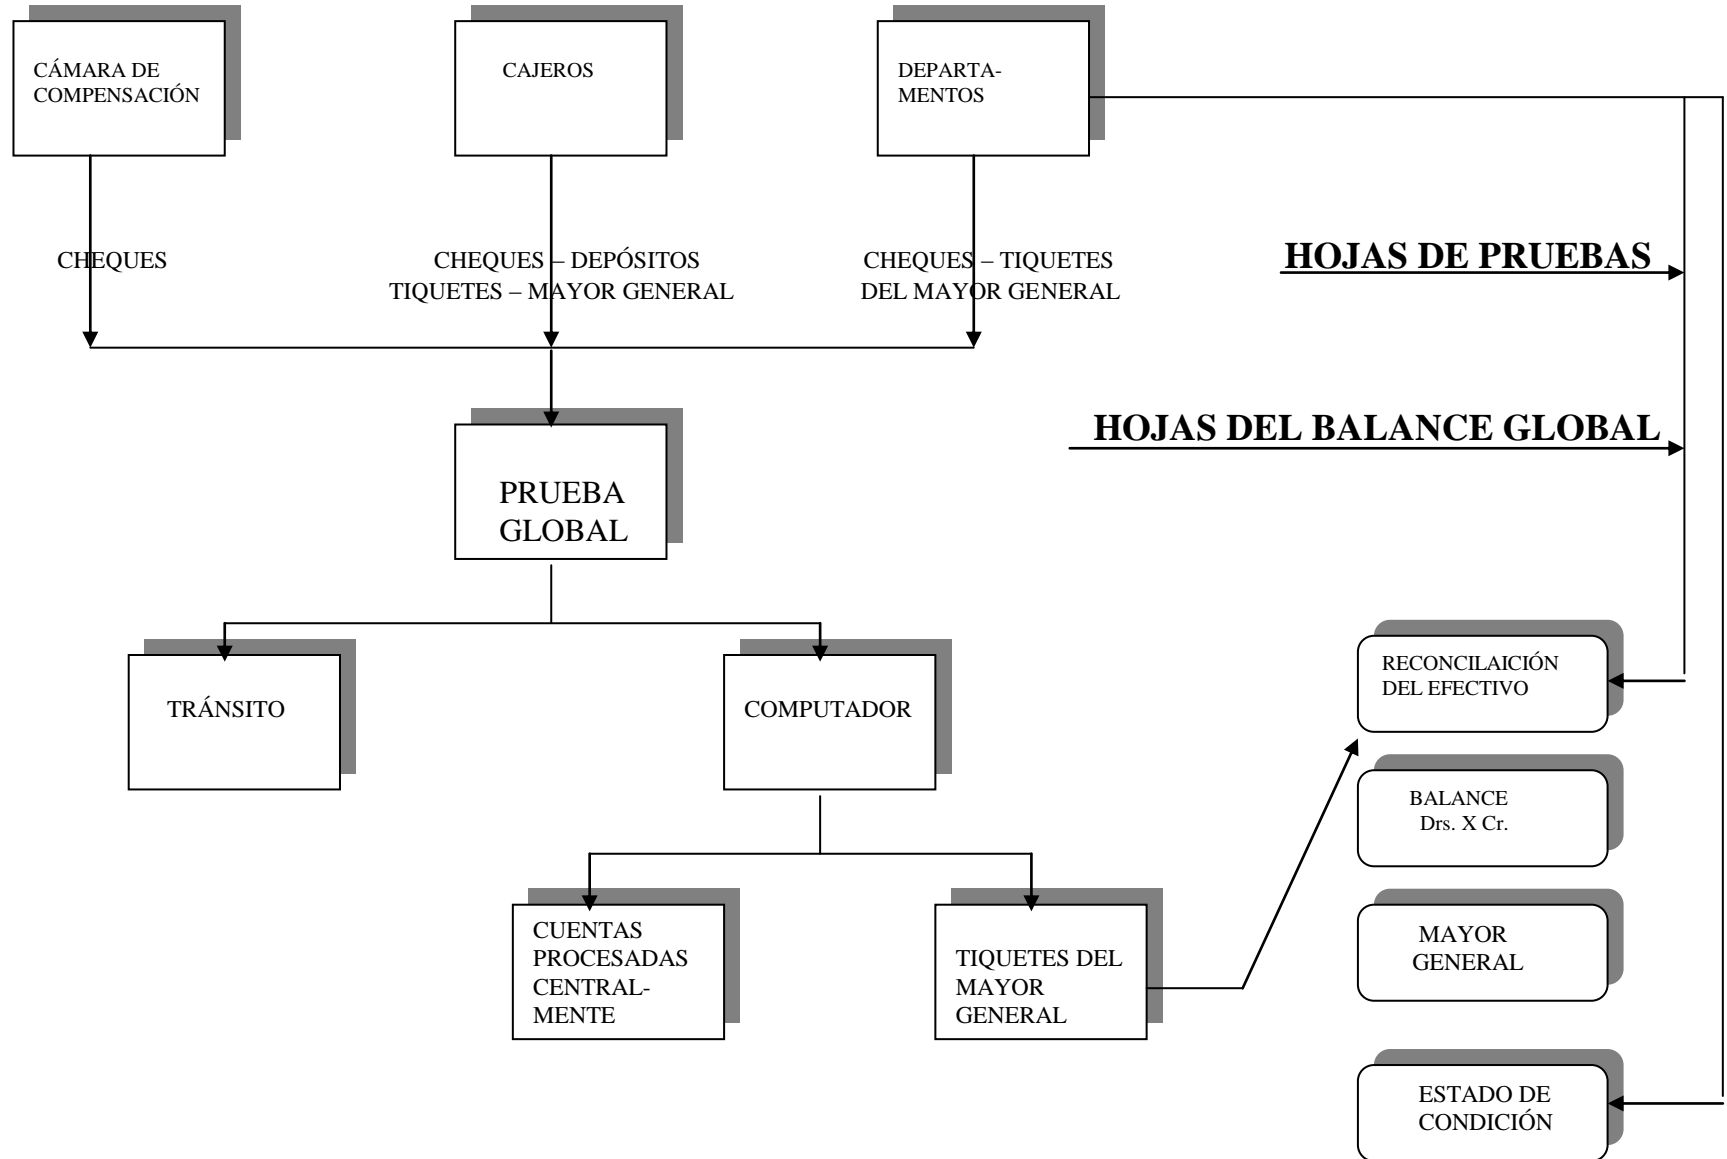 CÁMARA DE
COMPENSACIÓN
CAJEROS
DEPARTA-
MENTOS
CHEQUES
CHEQUES – DEPÓSITOS
TIQUETES – MAYOR GENERAL
CHEQUES – TIQUETES
DEL MAYOR GENERAL
HOJAS DE PRUEBAS
HOJAS DEL BALANCE GLOBAL
PRUEBA
GLOBAL
TRÁNSITO
COMPUTADOR
RECONCILAICIÓN
DEL EFECTIVO
BALANCE
Drs. X Cr.
CUENTAS
PROCESADAS
CENTRAL-
MENTE
TIQUETES DEL
MAYOR
GENERAL
MAYOR
GENERAL
ESTADO DE
CONDICIÓN